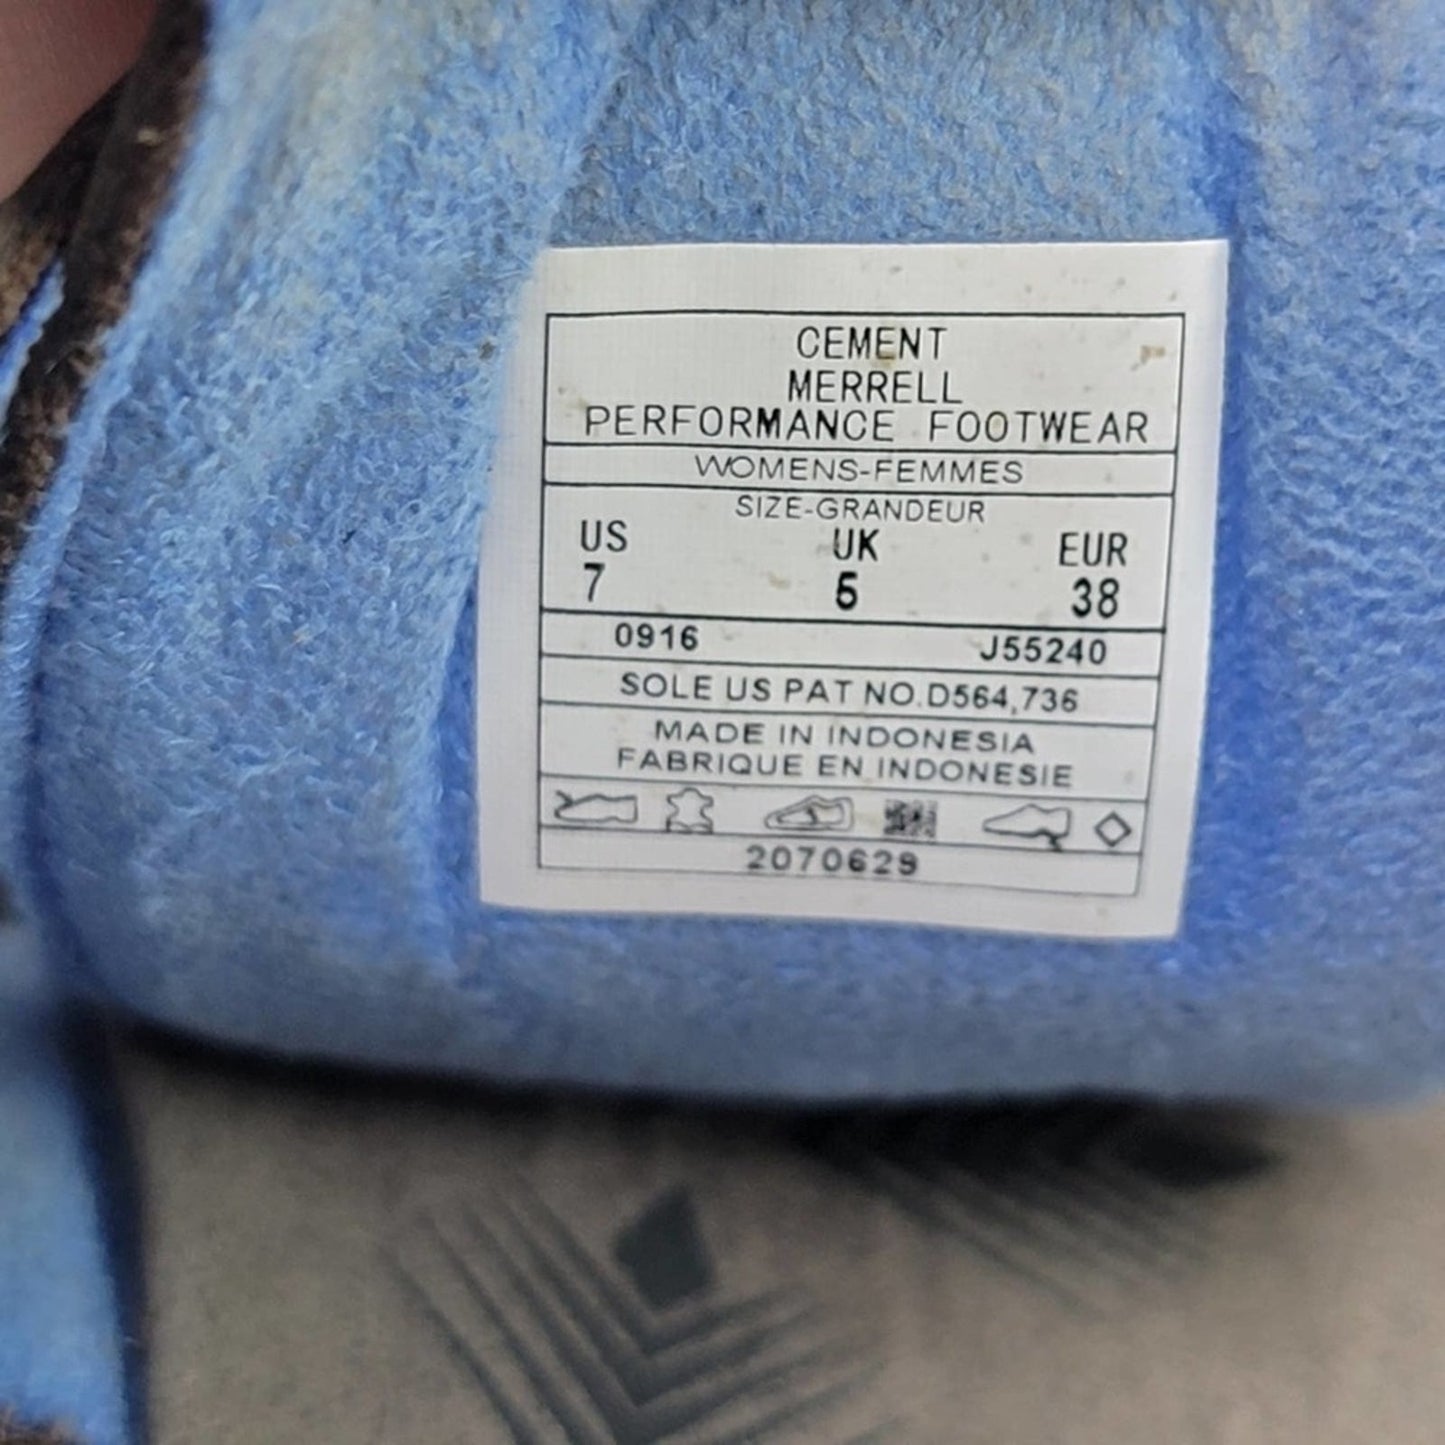 CEMENT
MERRELL
PERFORMANCE FOOTWEAR
WOMENS-FEMMES
SIZE-GRANDEUR
US UK EUR
7 5 38
0916 J55240
SOLE US PAT NO.D564,736
MADE IN INDONESIA
FABRIQUE EN INDONESIE
2070629